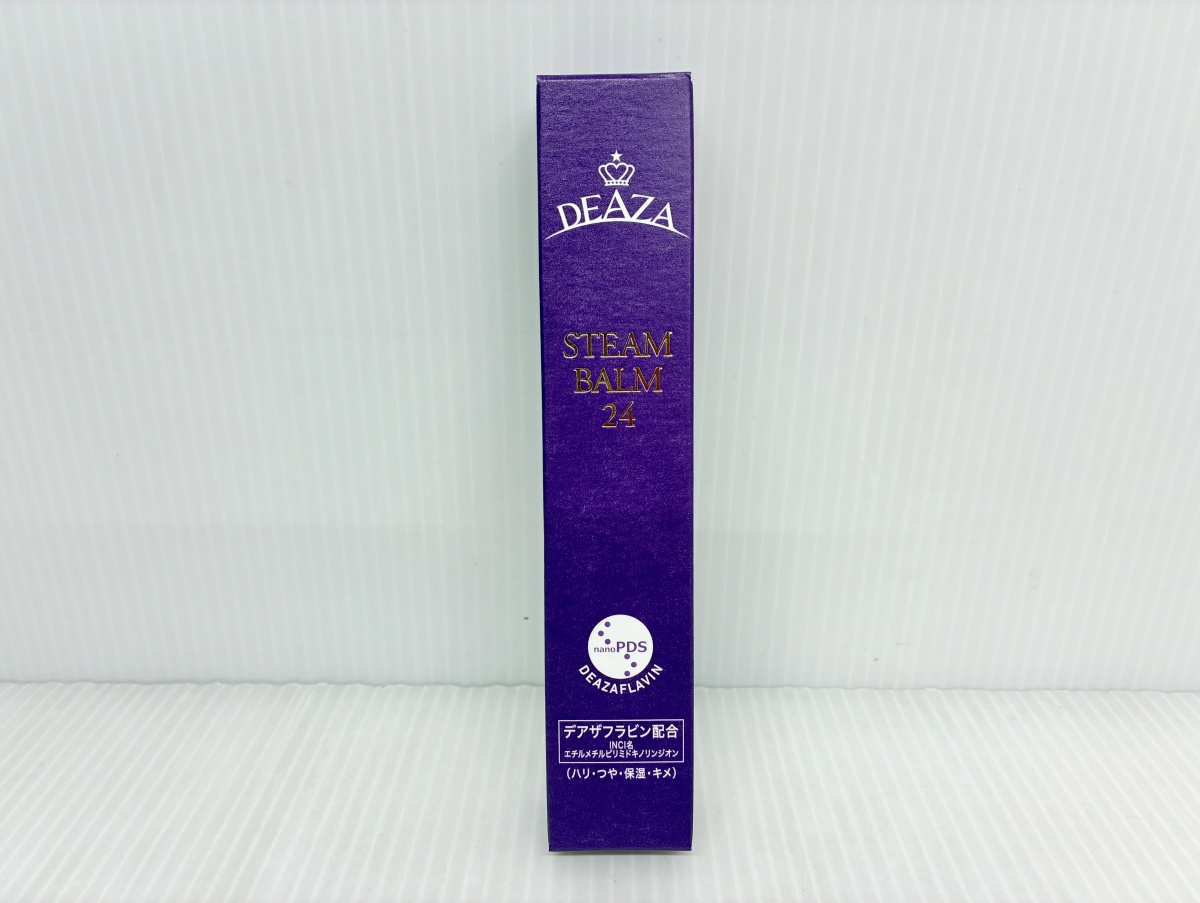 DEAZA
STEAM
BALM
24
nanoPDS
DEAZAFLAVIN
デアザフラビン配合
INCI名
エチルメチルピリミドキノリンジオン
(ハリ・つや・保湿・キメ)